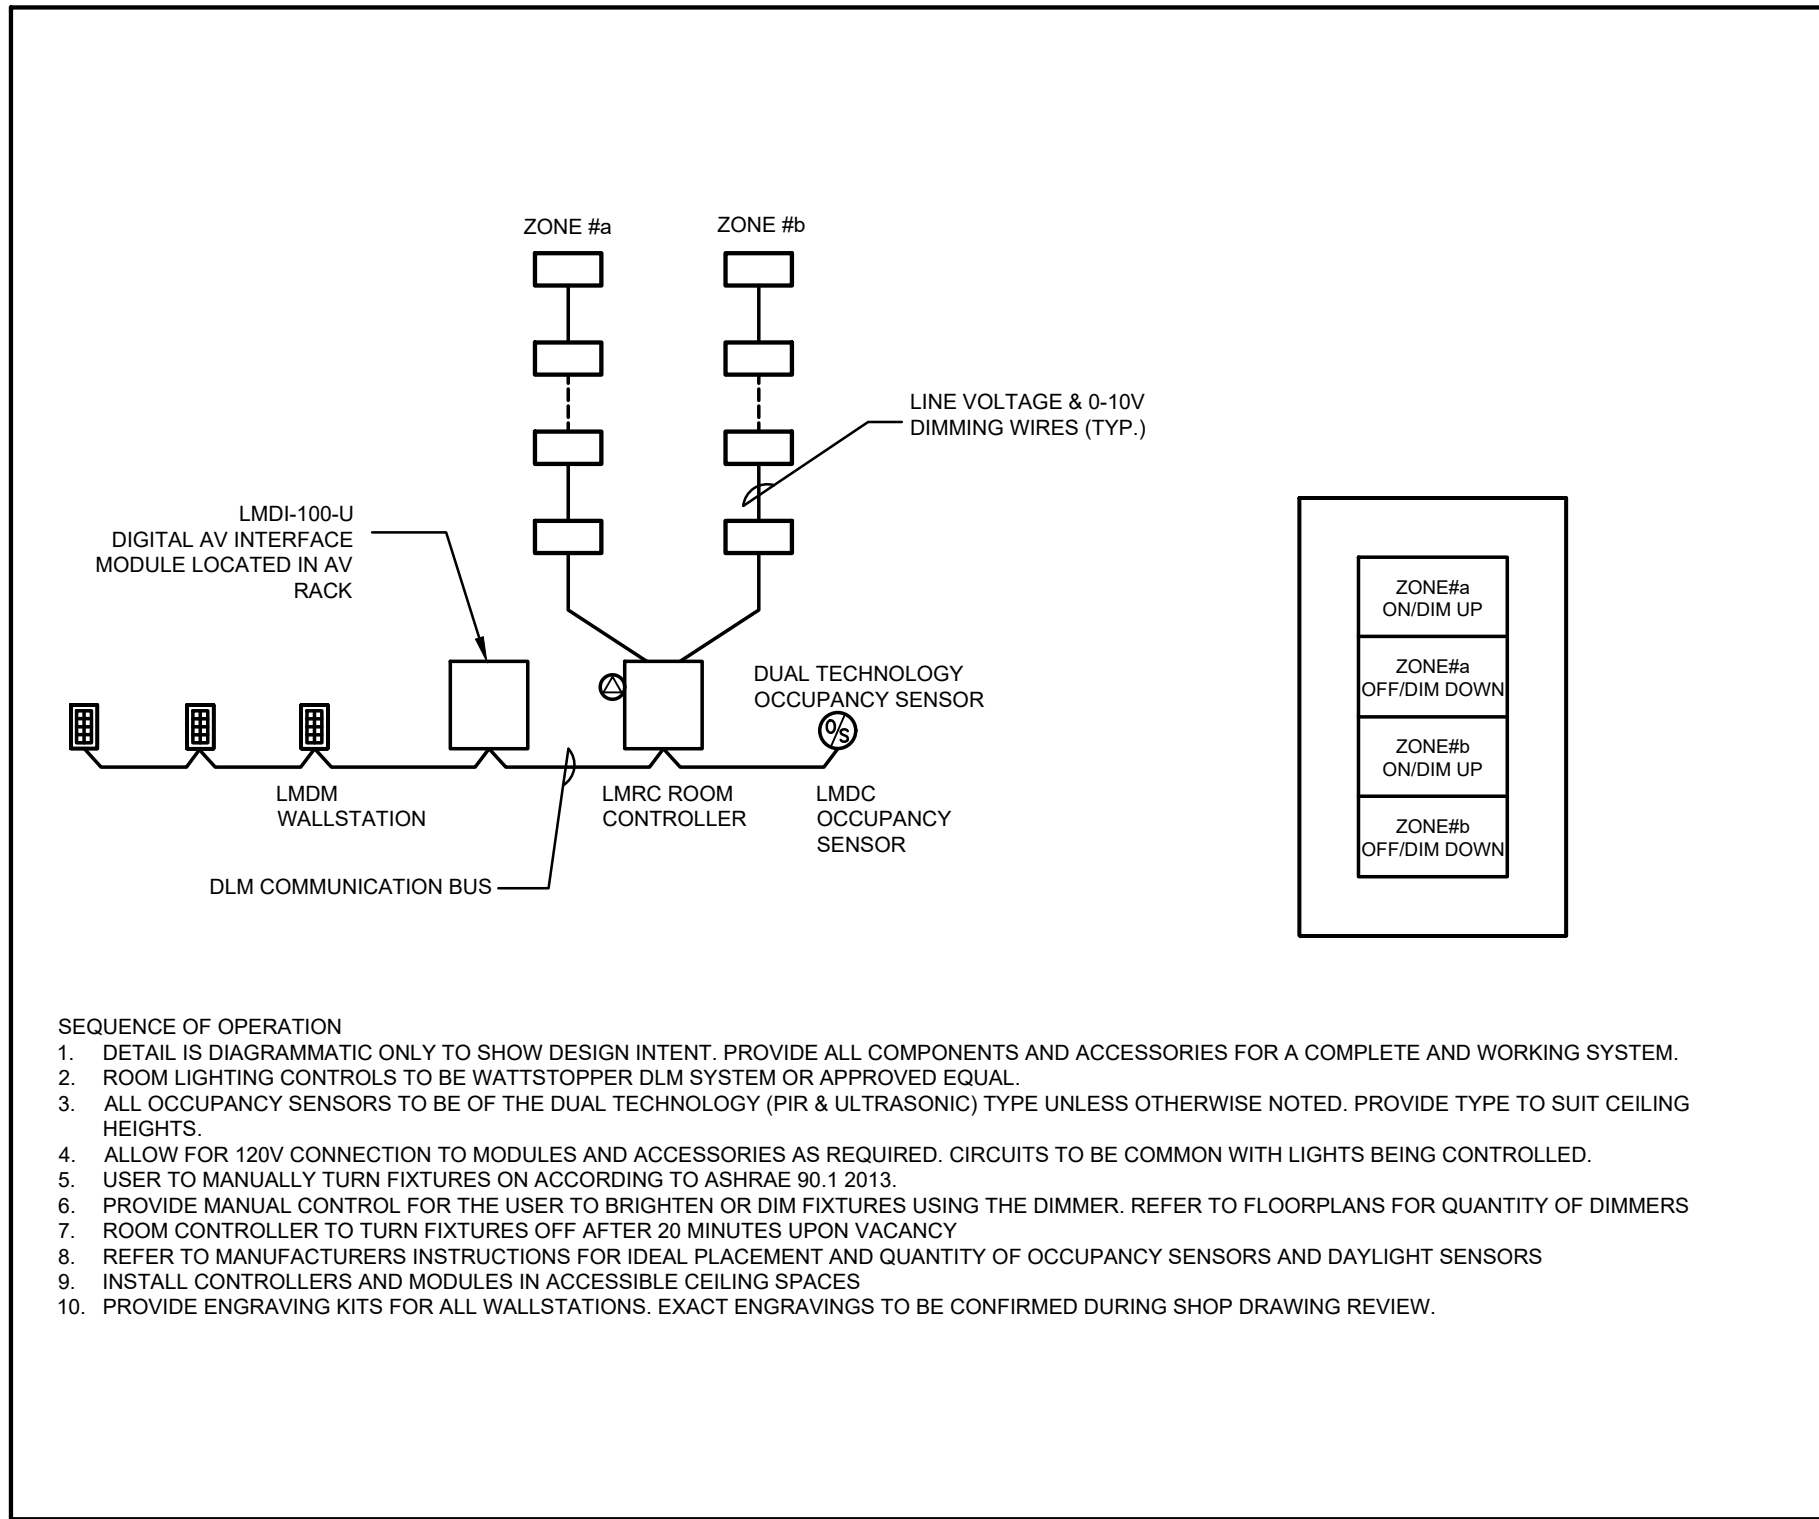 ZONE #a
ZONE #b
LINE VOLTAGE & 0-10V
DIMMING WIRES (TYP.)
LMDI-100-U
DIGITAL AV INTERFACE
MODULE LOCATED IN AV
RACK
DUAL TECHNOLOGY
OCCUPANCY SENSOR
O/S
LMDM
WALLSTATION
LMRC ROOM
CONTROLLER
LMDC
OCCUPANCY
SENSOR
DLM COMMUNICATION BUS
ZONE#a
ON/DIM UP
ZONE#a
OFF/DIM DOWN
ZONE#b
ON/DIM UP
ZONE#b
OFF/DIM DOWN
SEQUENCE OF OPERATION
1. DETAIL IS DIAGRAMMATIC ONLY TO SHOW DESIGN INTENT. PROVIDE ALL COMPONENTS AND ACCESSORIES FOR A COMPLETE AND WORKING SYSTEM.
2. ROOM LIGHTING CONTROLS TO BE WATTSTOPPER DLM SYSTEM OR APPROVED EQUAL.
3. ALL OCCUPANCY SENSORS TO BE OF THE DUAL TECHNOLOGY (PIR & ULTRASONIC) TYPE UNLESS OTHERWISE NOTED. PROVIDE TYPE TO SUIT CEILING
HEIGHTS.
4. ALLOW FOR 120V CONNECTION TO MODULES AND ACCESSORIES AS REQUIRED. CIRCUITS TO BE COMMON WITH LIGHTS BEING CONTROLLED.
5. USER TO MANUALLY TURN FIXTURES ON ACCORDING TO ASHRAE 90.1 2013.
6. PROVIDE MANUAL CONTROL FOR THE USER TO BRIGHTEN OR DIM FIXTURES USING THE DIMMER. REFER TO FLOORPLANS FOR QUANTITY OF DIMMERS
7. ROOM CONTROLLER TO TURN FIXTURES OFF AFTER 20 MINUTES UPON VACANCY
8. REFER TO MANUFACTURERS INSTRUCTIONS FOR IDEAL PLACEMENT AND QUANTITY OF OCCUPANCY SENSORS AND DAYLIGHT SENSORS
9. INSTALL CONTROLLERS AND MODULES IN ACCESSIBLE CEILING SPACES
10. PROVIDE ENGRAVING KITS FOR ALL WALLSTATIONS. EXACT ENGRAVINGS TO BE CONFIRMED DURING SHOP DRAWING REVIEW.